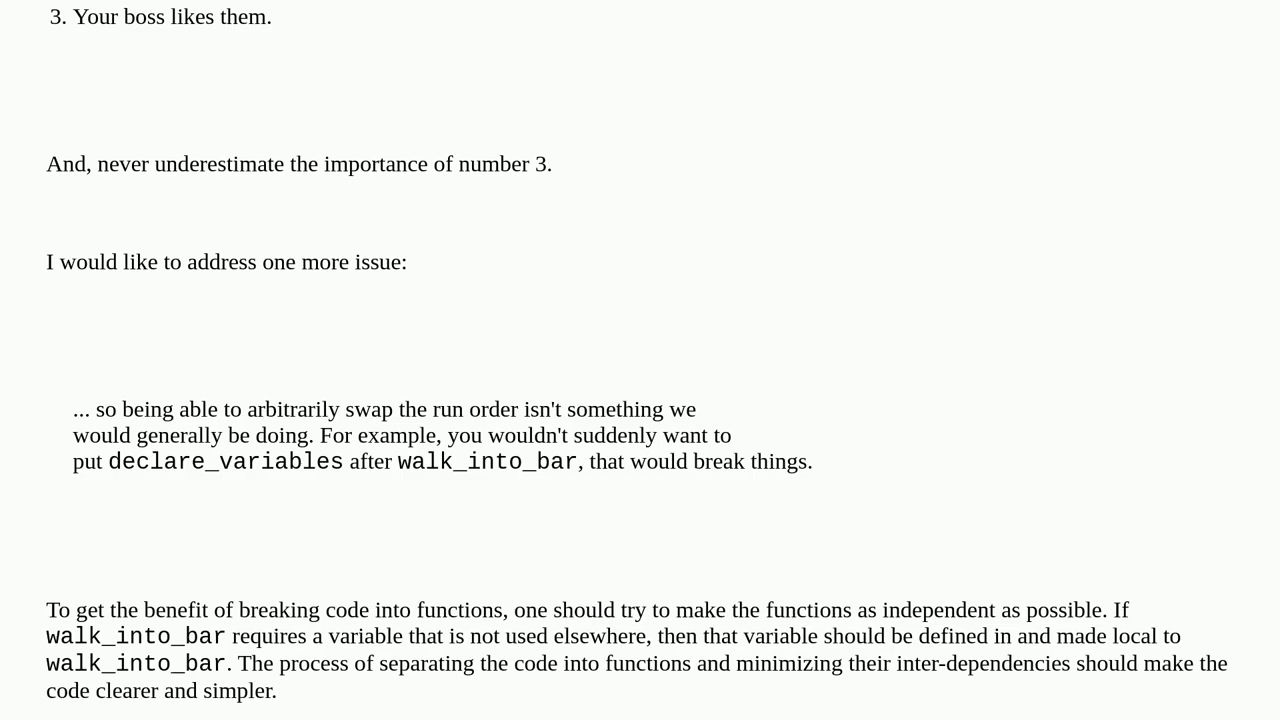 3. Your boss likes them.
And, never underestimate the importance of number 3.
I would like to address one more issue:
... so being able to arbitrarily swap the run order isn't something we
would generally be doing. For example, you wouldn't suddenly want to
put declare_variables after walk_into_bar, that would break things.
To get the benefit of breaking code into functions, one should try to make the functions as independent as possible. If
walk_into_bar requires a variable that is not used elsewhere, then that variable should be defined in and made local to
walk_into_bar. The process of separating the code into functions and minimizing their inter-dependencies should make the
code clearer and simpler.